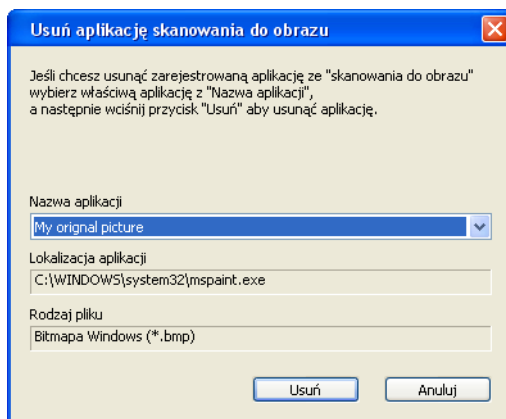 Usuń aplikację skanowania do obrazu
Jeśli chcesz usunąć zarejestrowaną aplikację ze "skanowania do obrazu"
wybierz właściwą aplikację z "Nazwa aplikacji",
a następnie wciśnij przycisk "Usuń" aby usunąć aplikację.
Nazwa aplikacji
My orignal picture
Lokalizacja aplikacji
C:\WINDOWS\system32\mspaint.exe
Rodzaj pliku
Bitmapa Windows (*.bmp)
Usuń
Anuluj